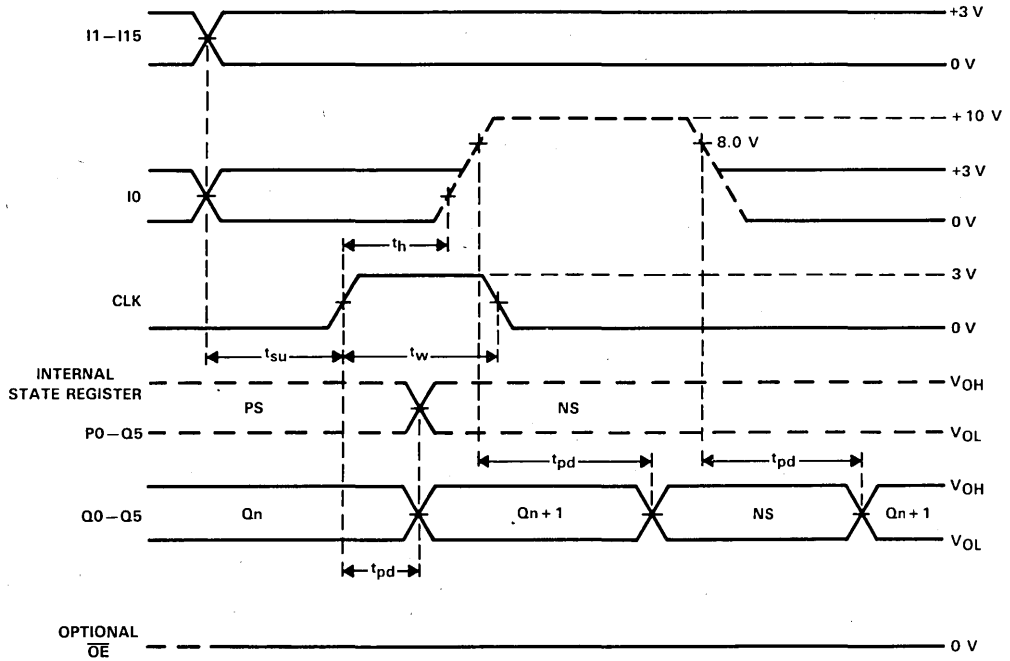 I1–I15
+3 V
0 V
+10 V
8.0 V
I0
+3 V
0 V
th
3 V
CLK
0 V
tsu
tw
INTERNAL
STATE REGISTER
VOH
PS
NS
P0–Q5
VOL
tpd
tpd
VOH
Q0–Q5
Qn
Qn + 1
NS
Qn + 1
VOL
tpd
OPTIONAL
OE
0 V